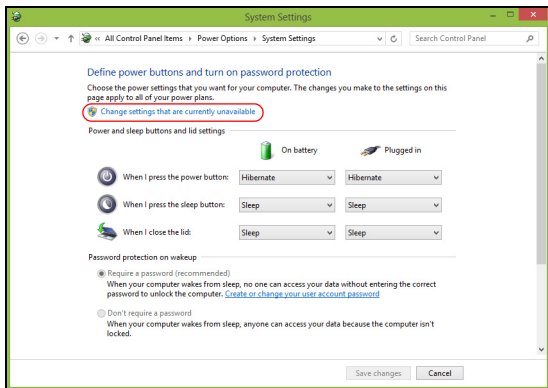 System Settings
« All Control Panel Items ▸ Power Options ▸ System Settings
Search Control Panel
Define power buttons and turn on password protection
Choose the power settings that you want for your computer. The changes you make to the settings on this
page apply to all of your power plans.
Change settings that are currently unavailable
Power and sleep buttons and lid settings
On battery Plugged in
When I press the power button: Hibernate Hibernate
When I press the sleep button: Sleep Sleep
When I close the lid: Sleep Sleep
Password protection on wakeup
Require a password (recommended)
When your computer wakes from sleep, no one can access your data without entering the correct
password to unlock the computer. Create or change your user account password
Don't require a password
When your computer wakes from sleep, anyone can access your data because the computer isn't
locked.
Save changes Cancel